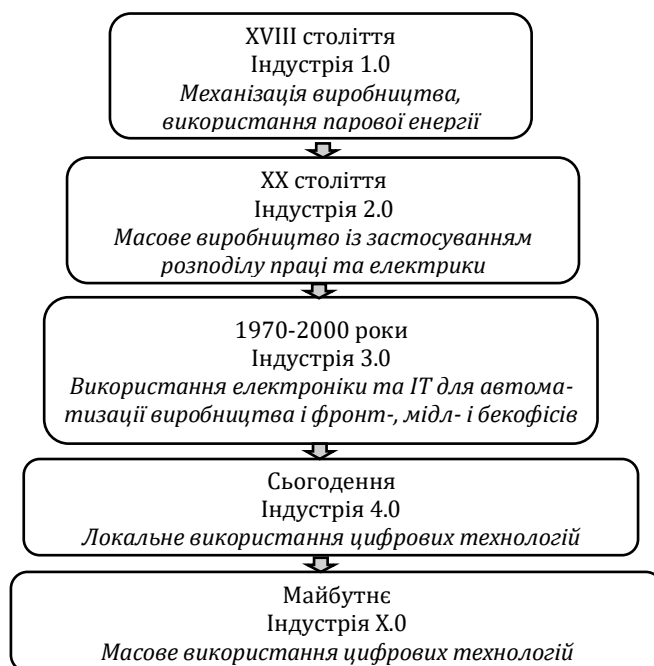 XVIII століття
Індустрія 1.0
Механізація виробництва,
використання парової енергії
XX століття
Індустрія 2.0
Масове виробництво із застосуванням
розподілу праці та електрики
1970-2000 роки
Індустрія 3.0
Використання електроніки та ІТ для автома-
тизації виробництва і фронт-, мідл- і бекофісів
Сьогодення
Індустрія 4.0
Локальне використання цифрових технологій
Майбутнє
Індустрія Х.0
Масове використання цифрових технологій